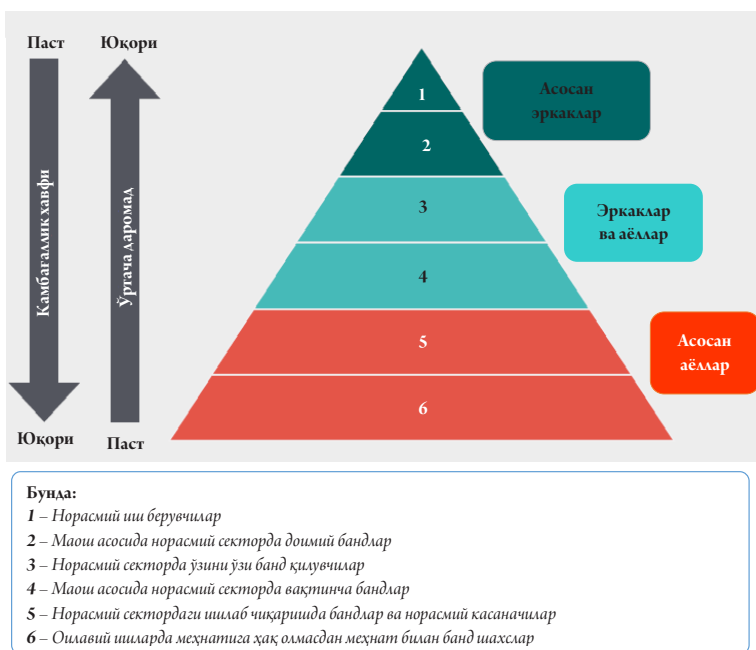 Паст
Юқори
Камбағаллик хавфи
Ўртача даромад
Юқори
Паст
1
2
3
4
5
6
Асосан
эркаклар
Эркаклар
ва аёллар
Асосан
аёллар
Бунда:
1 – Норасмий иш берувчилар
2 – Маош асосида норасмий секторда доимий бандлар
3 – Норасмий секторда ўзини ўзи банд қилувчилар
4 – Маош асосида норасмий секторда вақтинча бандлар
5 – Норасмий сектордаги ишлаб чиқаришда бандлар ва норасмий касаначилар
6 – Оилавий ишларда меҳнатига ҳақ олмасдан меҳнат билан банд шахслар